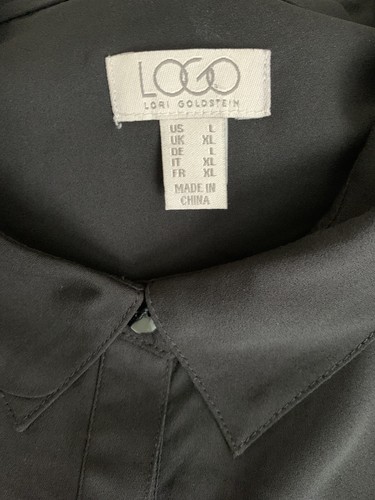 LOGO
LORI GOLDSTEIN
US L
UK XL
DE L
IT XL
FR XL
MADE IN
CHINA